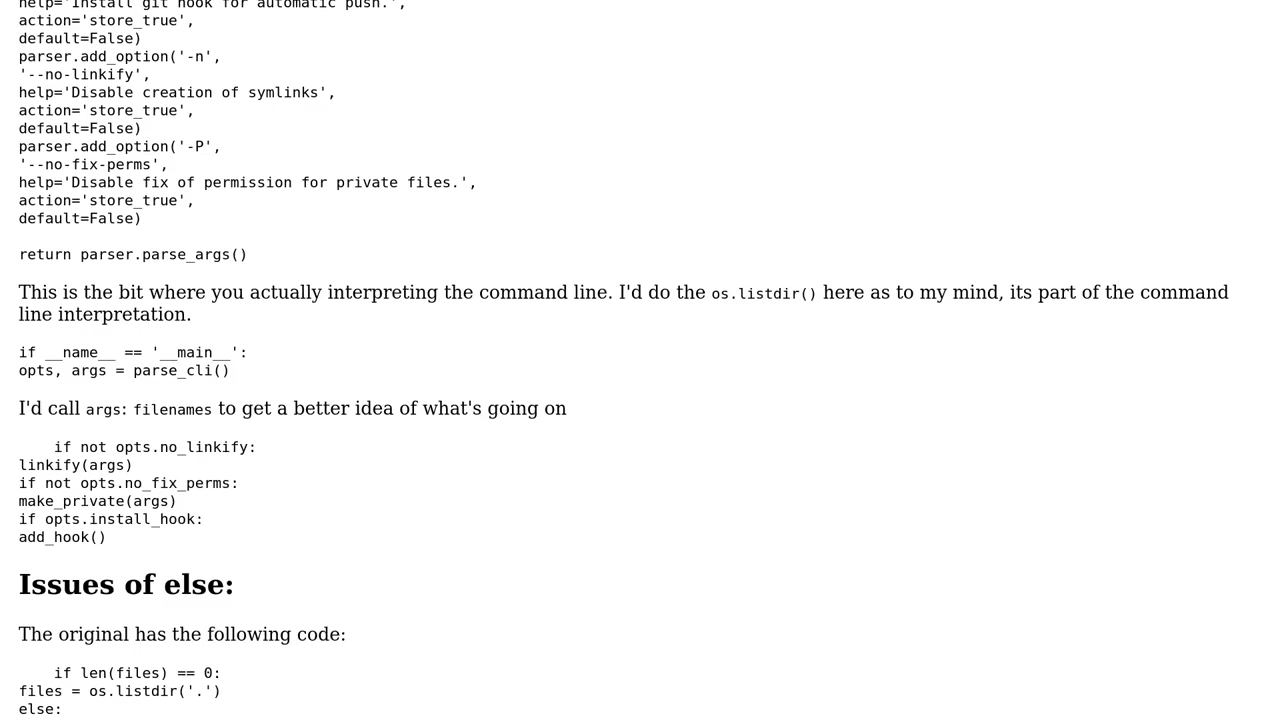 help='Install git hook for automatic push.',
action='store_true',
default=False)
parser.add_option('-n',
'--no-linkify',
help='Disable creation of symlinks',
action='store_true',
default=False)
parser.add_option('-P',
'--no-fix-perms',
help='Disable fix of permission for private files.',
action='store_true',
default=False)
return parser.parse_args()
This is the bit where you actually interpreting the command line. I'd do the os.listdir() here as to my mind, its part of the command
line interpretation.
if __name__ == '__main__':
opts, args = parse_cli()
I'd call args: filenames to get a better idea of what's going on
    if not opts.no_linkify:
linkify(args)
if not opts.no_fix_perms:
make_private(args)
if opts.install_hook:
add_hook()
Issues of else:
The original has the following code:
    if len(files) == 0:
files = os.listdir('.')
else: